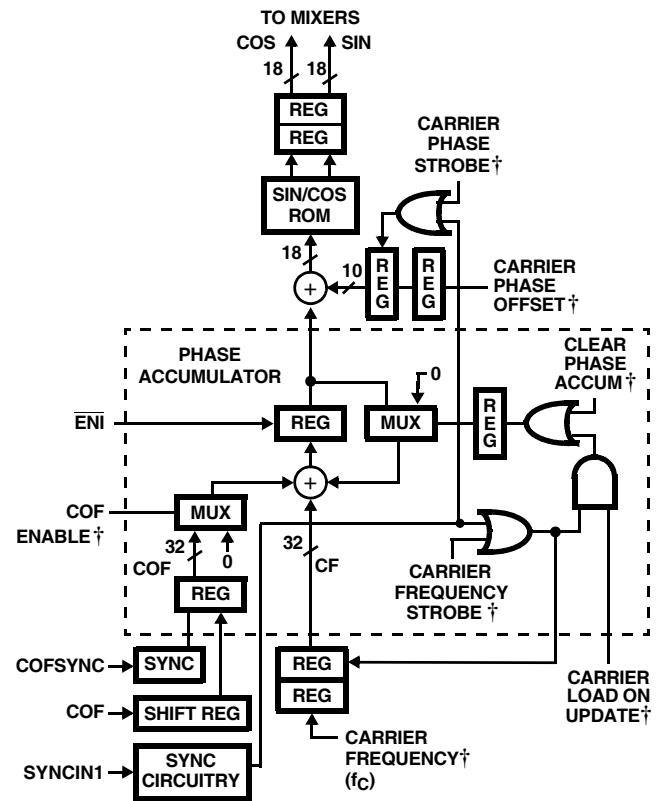 TO MIXERS
COS SIN
18 18
REG
REG
CARRIER
PHASE
STROBE†
SIN/COS
ROM
18
10
REG
REG
CARRIER
PHASE
OFFSET†
+
PHASE
ACCUMULATOR
0
CLEAR
PHASE
ACCUM†
ENI
REG
MUX
REG
+
COF
ENABLE†
MUX
32
COF
0
32
CF
CARRIER
FREQUENCY
STROBE†
REG
COFSYNC
SYNC
REG
REG
CARRIER
LOAD ON
UPDATE†
COF
SHIFT REG
CARRIER
FREQUENCY†
(fC)
SYNCIN1
SYNC
CIRCUITRY